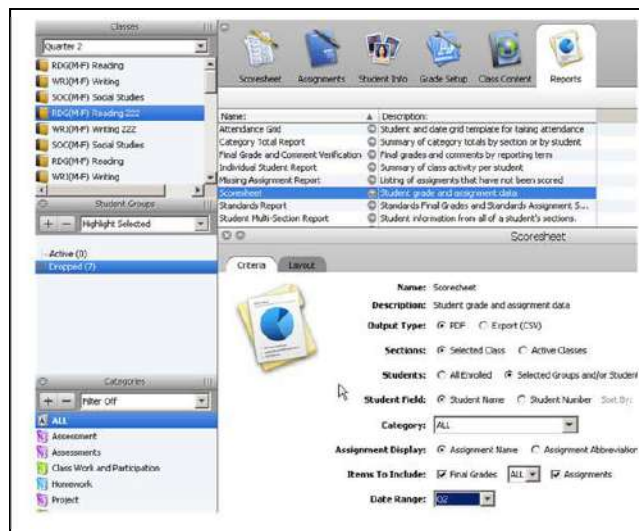 Classes
Quarter 2
RDG(M-F) Reading
WRI(M-F) Writing
SOC(M-F) Social Studies
RDG(M-F) Reading ZZZ
WRI(M-F) Writing ZZZ
SOC(M-F) Social Studies
RDG(M-F) Reading
WRI(M-F) Writing
Student Groups
Highlight Selected
Active (0)
Dropped (7)
Categories
Filter Off
ALL
Assessment
Assessments
Class Work and Participation
Homework
Project
Scoresheet Assignments Student Info Grade Setup Class Content Reports
Name: Description:
Attendance Grid Student and date grid template for taking attendance
Category Total Report Summary of category totals by section or by student
Final Grade and Comment Verification Final grades and comments by reporting term
Individual Student Report Summary of class activity per student
Missing Assignment Report Listing of assigments that have not been scored
Scoresheet Student grade and assignment data
Standards Report Standards Final Grades and Standards Assignment S...
Student Multi-Section Report Student information from all of a student's sections.
Scoresheet
Criteria Layout
Name: Scoresheet
Description: Student grade and assignment data
Output Type: PDF Export (CSV)
Sections: Selected Class Active Classes
Students: All Enrolled Selected Groups and/or Student
Student Field: Student Name Student Number Sort By:
Category: ALL
Assignment Display: Assignment Name Assignment Abbreviation
Items To Include: Final Grades ALL Assignments
Date Range: Q2